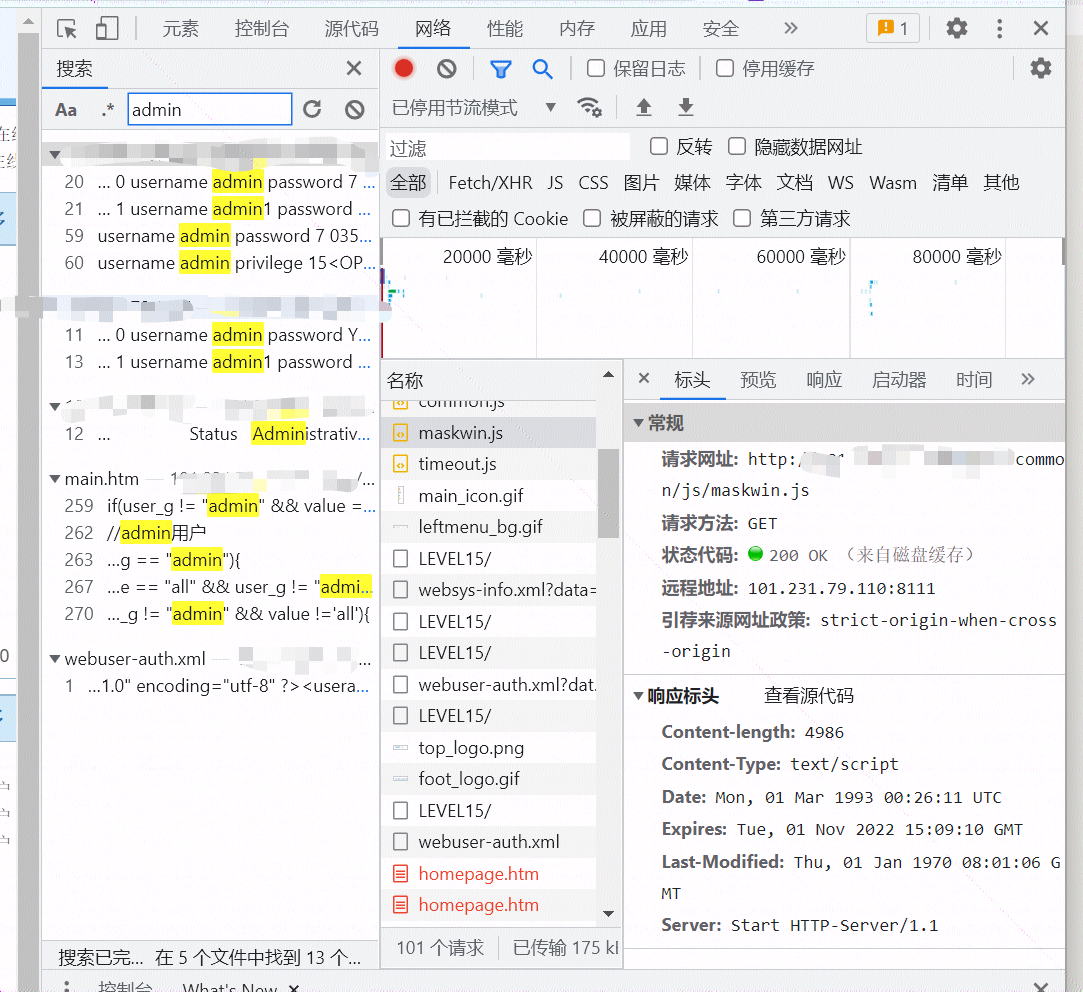 元素 控制台 源代码 网络 性能 内存 应用 安全 » 1
搜索
Aa .* admin
20 ... 0 username admin password 7 ...
21 ... 1 username admin1 password ...
59 username admin password 7 035...
60 username admin privilege 15<OP...
11 ... 0 username admin password Y...
13 ... 1 username admin1 password ...
12 ... Status Administrativ...
main.htm — /...
259 if(user_g != "admin" && value =...
262 //admin用户
263 ...g == "admin"){
267 ...e == "all" && user_g != "admi...
270 ..._g != "admin" && value !='all'){
webuser-auth.xml — ...
1 ...1.0" encoding="utf-8" ?><usera...
搜索已完... 在 5 个文件中找到 13 个...
保留日志 停用缓存
已停用节流模式
过滤 反转 隐藏数据网址
全部 Fetch/XHR JS CSS 图片 媒体 字体 文档 WS Wasm 清单 其他
有已拦截的 Cookie 被屏蔽的请求 第三方请求
20000 毫秒 40000 毫秒 60000 毫秒 80000 毫秒
名称
common.js
maskwin.js
timeout.js
main_icon.gif
leftmenu_bg.gif
LEVEL15/
websys-info.xml?data=
LEVEL15/
LEVEL15/
webuser-auth.xml?dat.
LEVEL15/
top_logo.png
foot_logo.gif
LEVEL15/
webuser-auth.xml
homepage.htm
homepage.htm
101 个请求 已传输 175 k
标头 预览 响应 启动器 时间 »
常规
请求网址: http:/ commo
n/js/maskwin.js
请求方法: GET
状态代码: 200 OK （来自磁盘缓存）
远程地址: 101.231.79.110:8111
引荐来源网址政策: strict-origin-when-cross
-origin
响应标头 查看源代码
Content-length: 4986
Content-Type: text/script
Date: Mon, 01 Mar 1993 00:26:11 UTC
Expires: Tue, 01 Nov 2022 15:09:10 GMT
Last-Modified: Thu, 01 Jan 1970 08:01:06 G
MT
Server: Start HTTP-Server/1.1
控制台 What's New